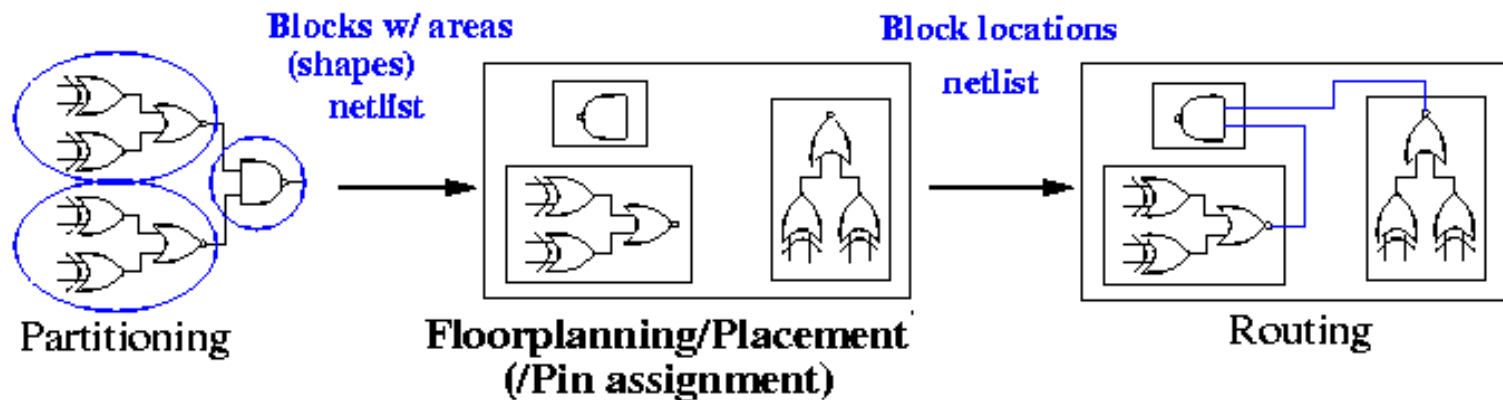 Blocks w/ areas
(shapes)
netlist
Block locations
netlist
Partitioning
Floorplanning/Placement
(/Pin assignment)
Routing